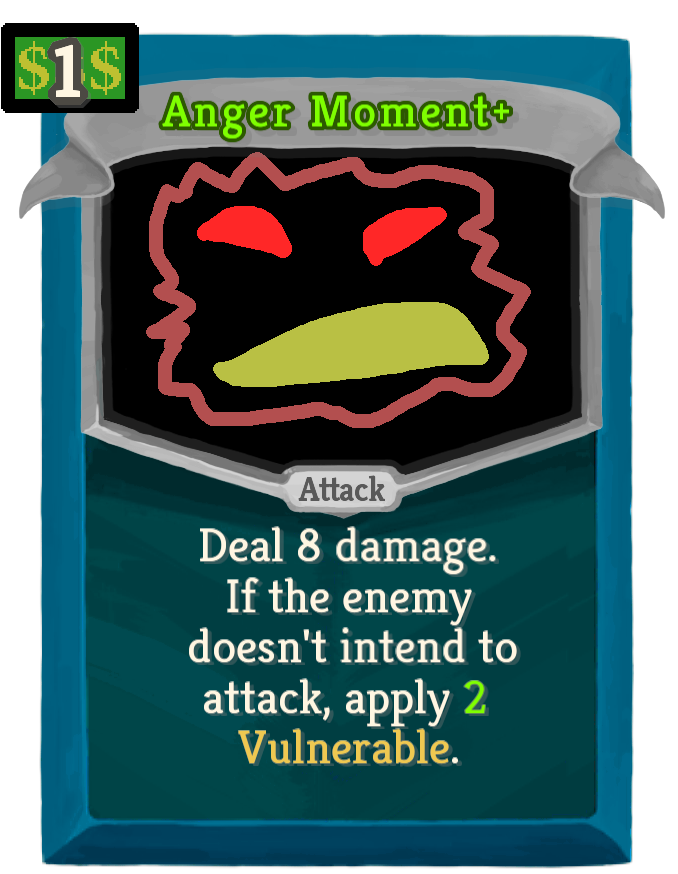 $1$
Anger Moment+
Attack
Deal 8 damage.
If the enemy
doesn't intend to
attack, apply 2
Vulnerable.